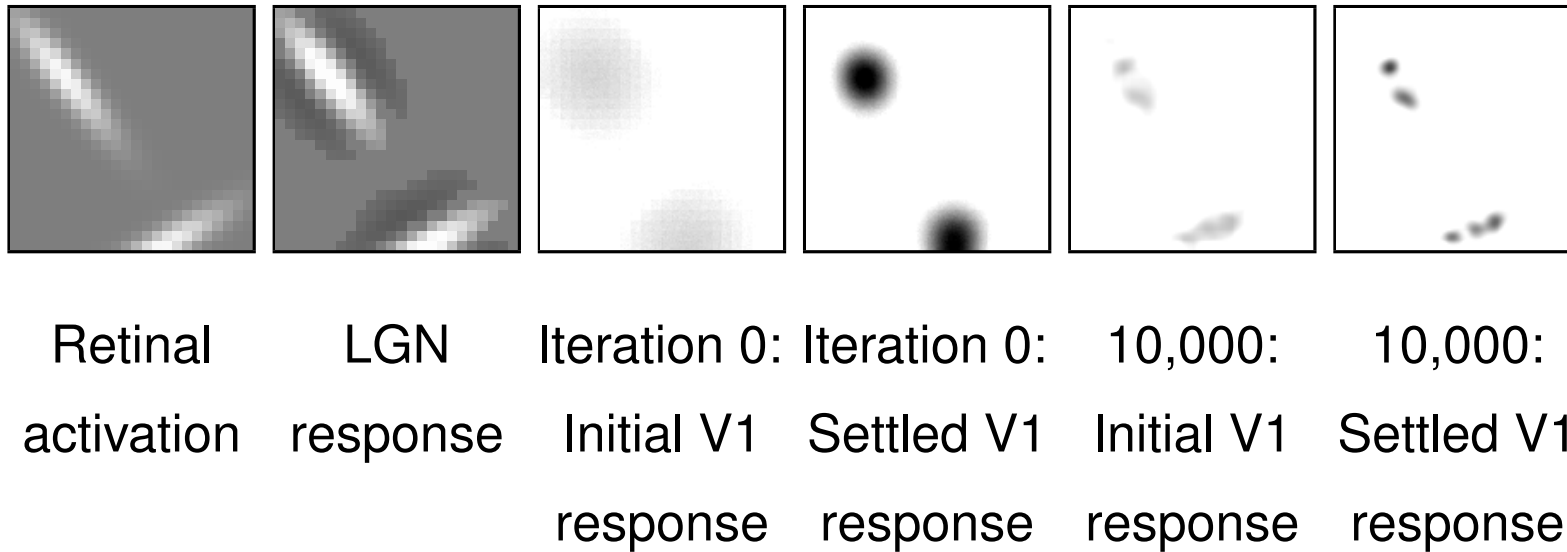 Retinal LGN Iteration 0: Iteration 0: 10,000: 10,000:
activation response Initial V1 Settled V1 Initial V1 Settled V1
response response response response